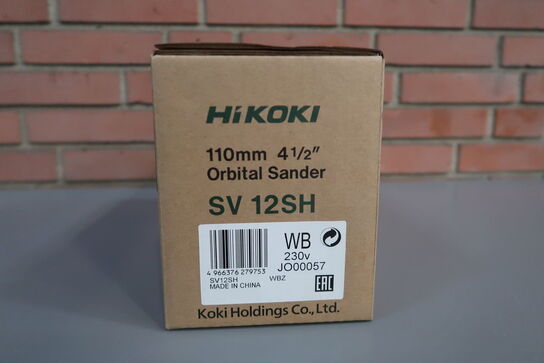 HiKOKI
110mm 4 1/2"
Orbital Sander
SV 12SH
WB
230v
JO00057
4 966376 279753
SV12SH WBZ
MADE IN CHINA
EAC
Koki Holdings Co., Ltd.